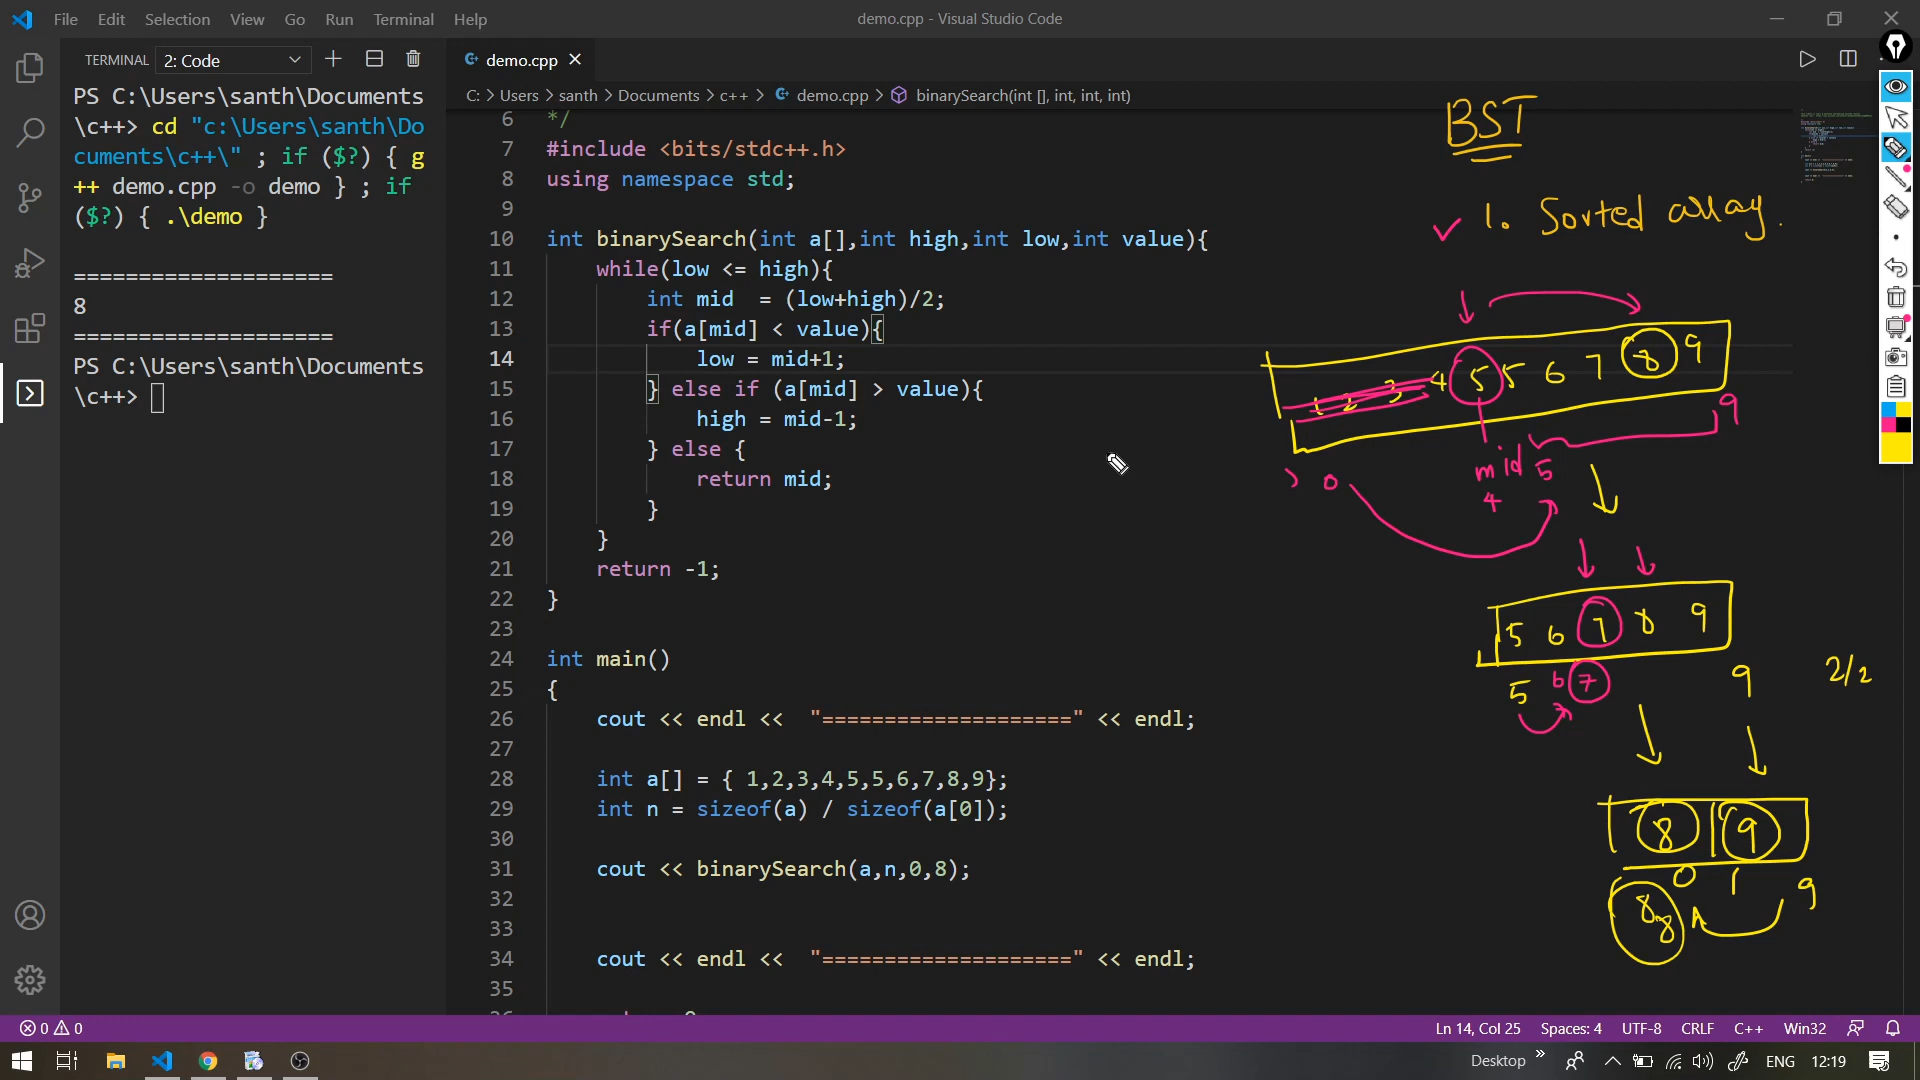 File Edit Selection View Go Run Terminal Help
demo.cpp - Visual Studio Code
TERMINAL 2: Code
PS C:\Users\santh\Documents
\c++> cd "c:\Users\santh\Do
cuments\c++\" ; if ($?) { g
++ demo.cpp -o demo } ; if
($?) { .\demo }
=====================
8
=====================
PS C:\Users\santh\Documents
\c++>
demo.cpp
C: > Users > santh > Documents > c++ > demo.cpp > binarySearch(int [], int, int, int)
6 */
7 #include <bits/stdc++.h>
8 using namespace std;
9
10 int binarySearch(int a[],int high,int low,int value){
11 while(low <= high){
12 int mid  = (low+high)/2;
13 if(a[mid] < value){
14 low = mid+1;
15 } else if (a[mid] > value){
16 high = mid-1;
17 } else {
18 return mid;
19 }
20 }
21 return -1;
22 }
23
24 int main()
25 {
26 cout << endl <<  "====================" << endl;
27
28 int a[] = { 1,2,3,4,5,5,6,7,8,9};
29 int n = sizeof(a) / sizeof(a[0]);
30
31 cout << binarySearch(a,n,0,8);
32
33
34 cout << endl <<  "====================" << endl;
35
BST
1. Sorted array.
1 2 3 4 5 5 6 7 8 9
9
0 mid 5
4
5 6 7 8 9
5 6 7 9 2/2
8 9
0 1 9
8 8
0 0
Ln 14, Col 25 Spaces: 4 UTF-8 CRLF C++ Win32
Desktop ENG 12:19